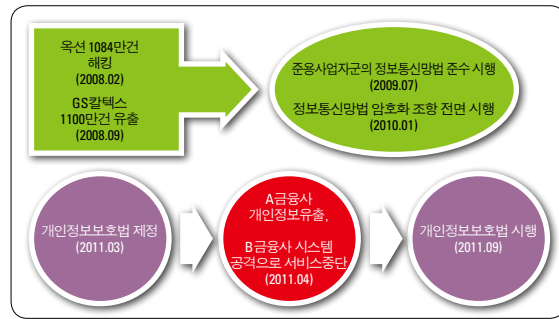 옥션 1084만건
해킹
(2008.02)
GS칼텍스
1100만건 유출
(2008.09)
준용사업자군의 정보통신망법 준수 시행
(2009.07)
정보통신망법 암호화 조항 전면 시행
(2010.01)
개인정보보호법 제정
(2011.03)
A금융사
개인정보유출,
B금융사 시스템
공격으로 서비스중단
(2011.04)
개인정보보호법 시행
(2011.09)